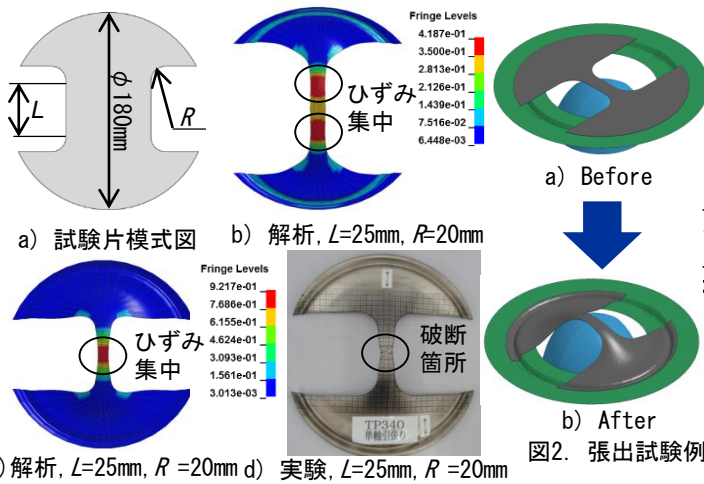 L
φ180mm
R
a) 試験片模式図
Fringe Levels
4.187e-01
3.500e-01
2.813e-01
2.126e-01
1.439e-01
7.516e-02
6.448e-03
ひずみ
集中
b) 解析, L=25mm, R=20mm
Fringe Levels
9.217e-01
7.686e-01
6.155e-01
4.624e-01
3.093e-01
1.561e-01
3.013e-03
ひずみ
集中
)解析, L=25mm, R =20mm
破断
箇所
TP340
単軸引張り
d) 実験, L=25mm, R =20mm
a) Before
b) After
図2. 張出試験例